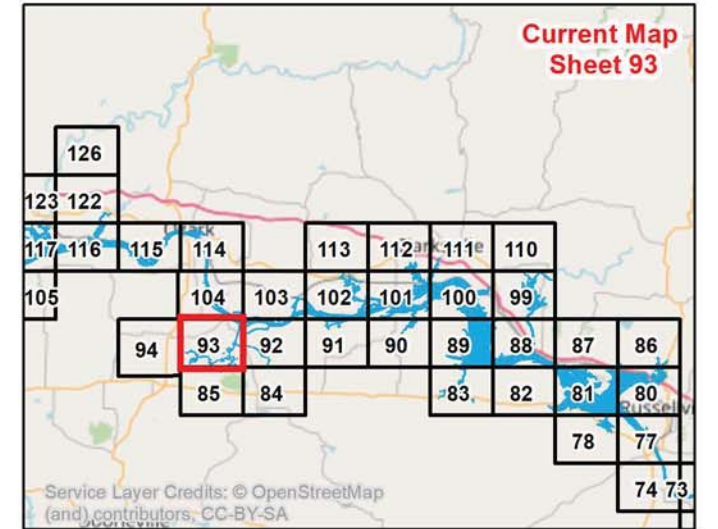 Current Map
Sheet 93
126
123 122
117 116 115 114 113 112 111 110
105 104 103 102 101 100 99
94 93 92 91 90 89 88 87 86
85 84 83 82 81 80
78 77
74 73
Service Layer Credits: © OpenStreetMap
(and) contributors, CC-BY-SA